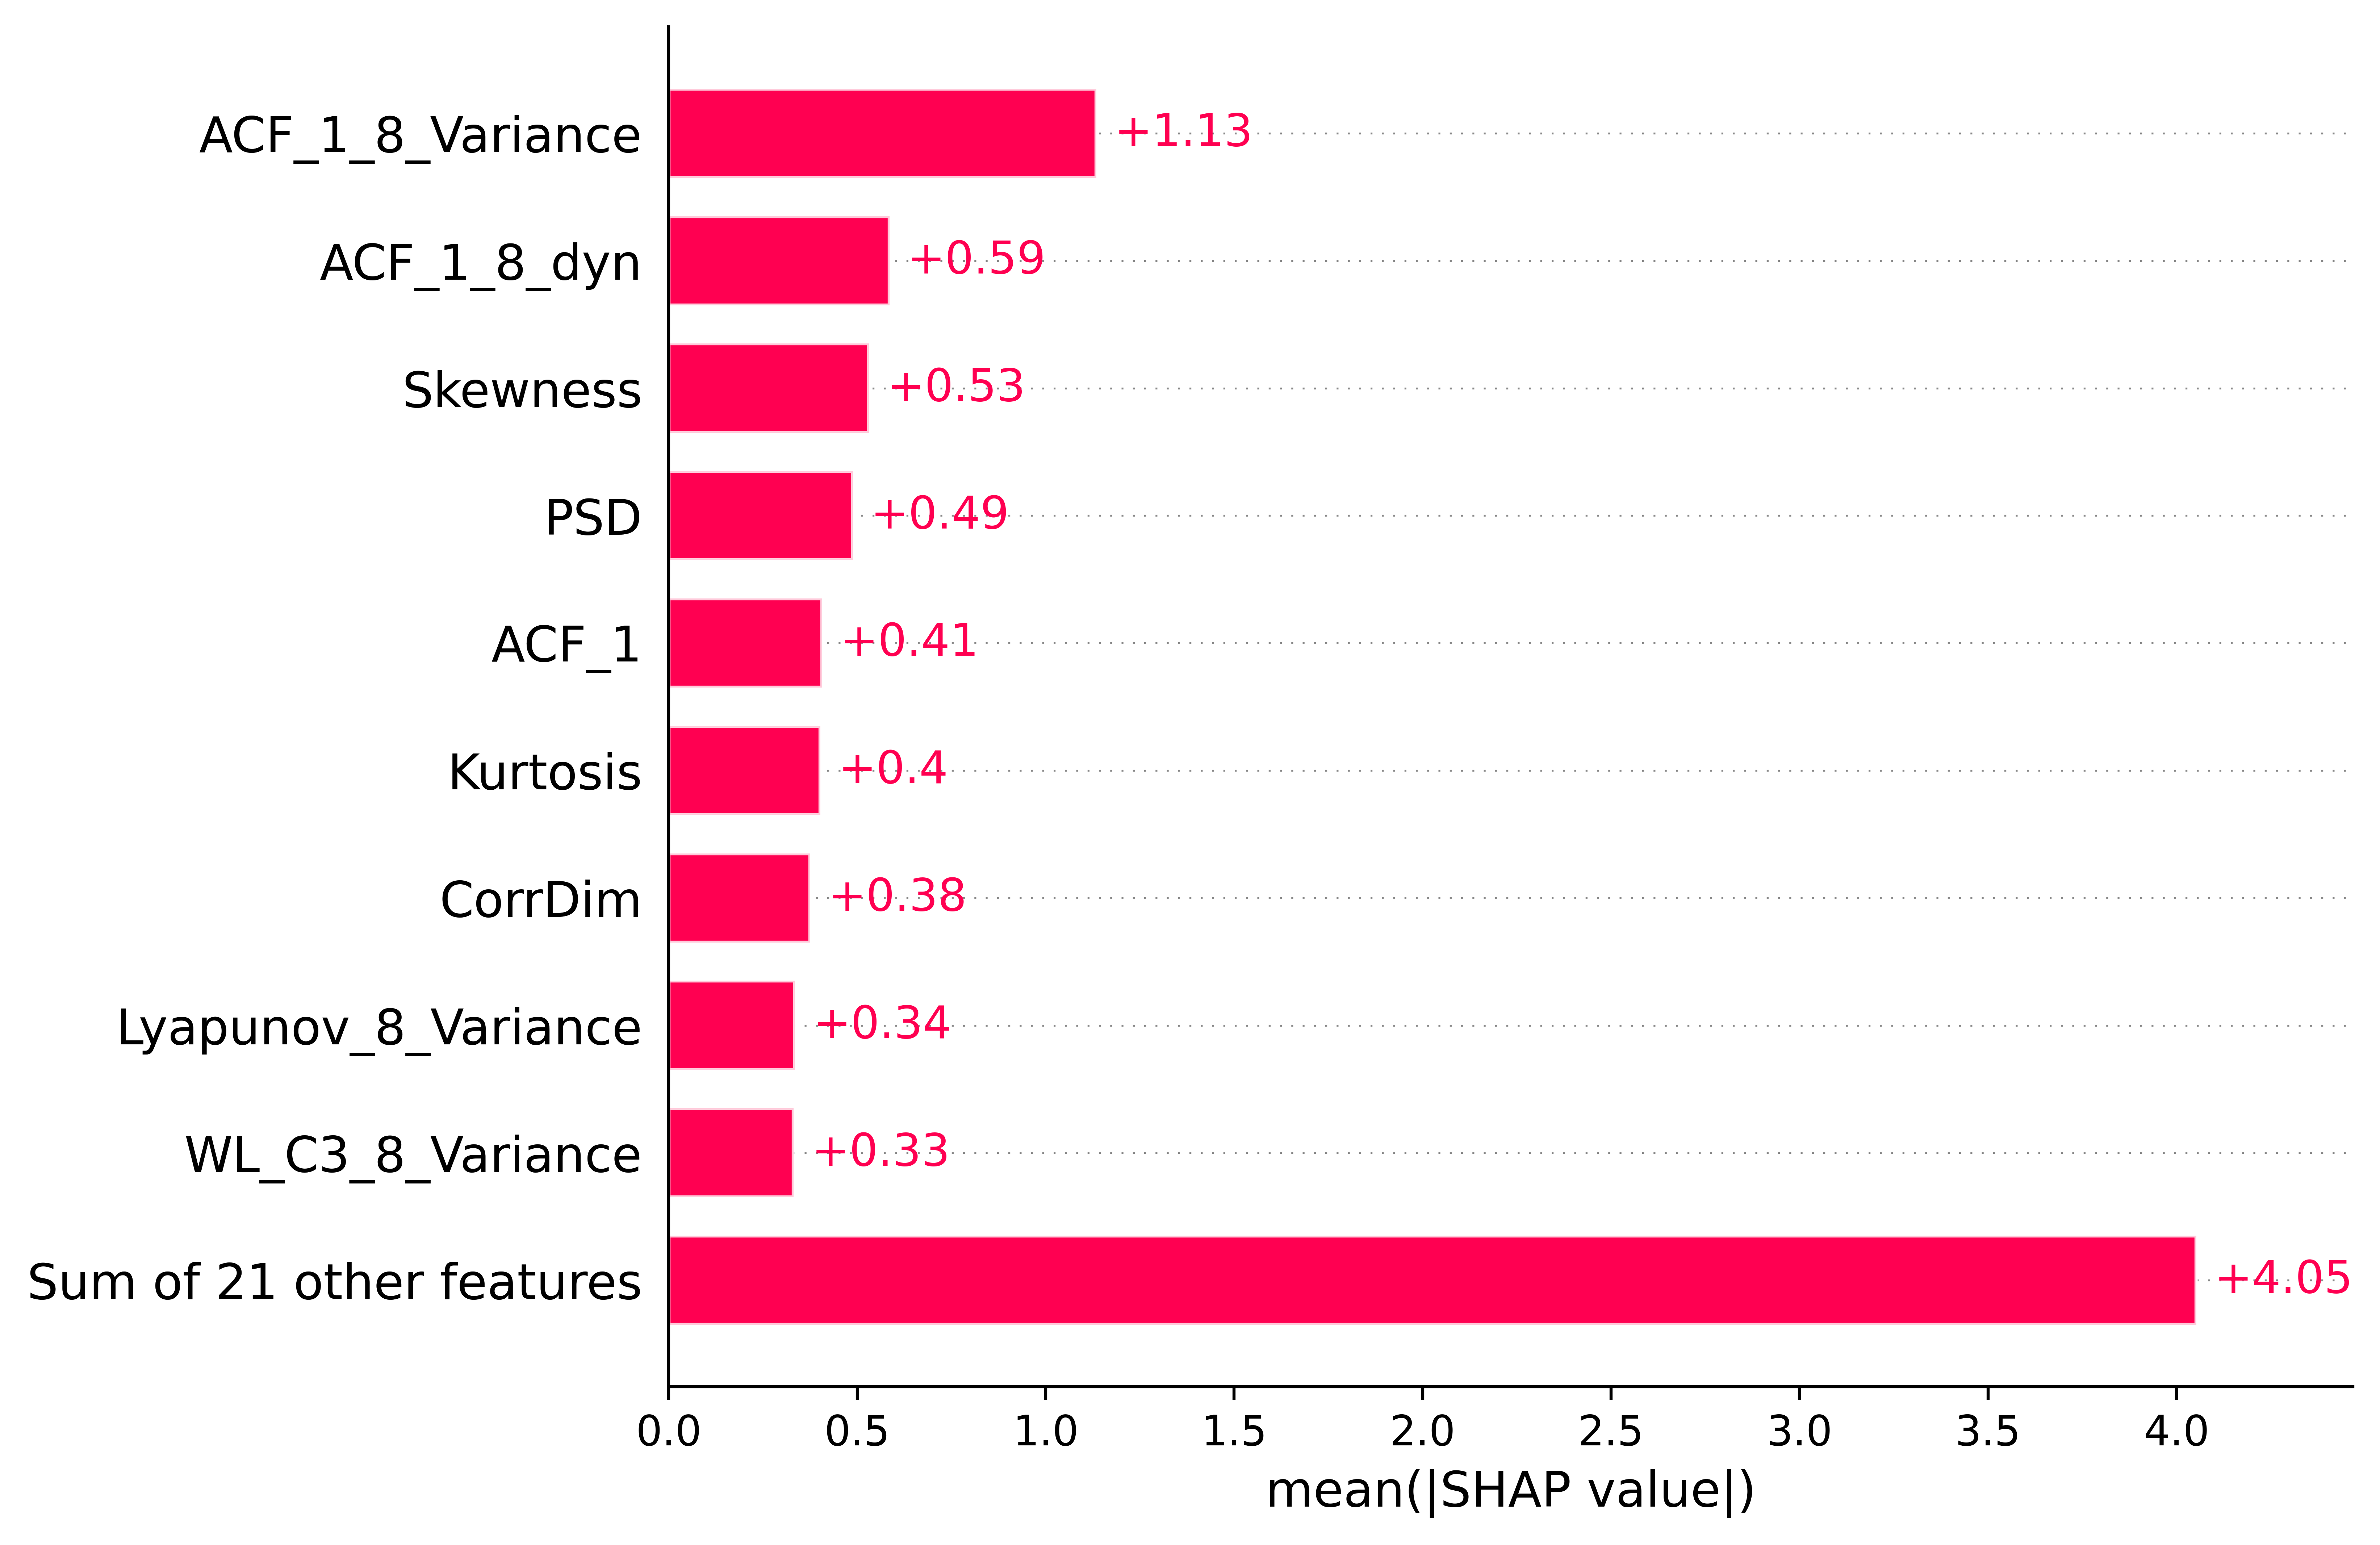 ACF_1_8_Variance +1.13
ACF_1_8_dyn +0.59
Skewness +0.53
PSD +0.49
ACF_1 +0.41
Kurtosis +0.4
CorrDim +0.38
Lyapunov_8_Variance +0.34
WL_C3_8_Variance +0.33
Sum of 21 other features +4.05
0.0 0.5 1.0 1.5 2.0 2.5 3.0 3.5 4.0
mean(|SHAP value|)